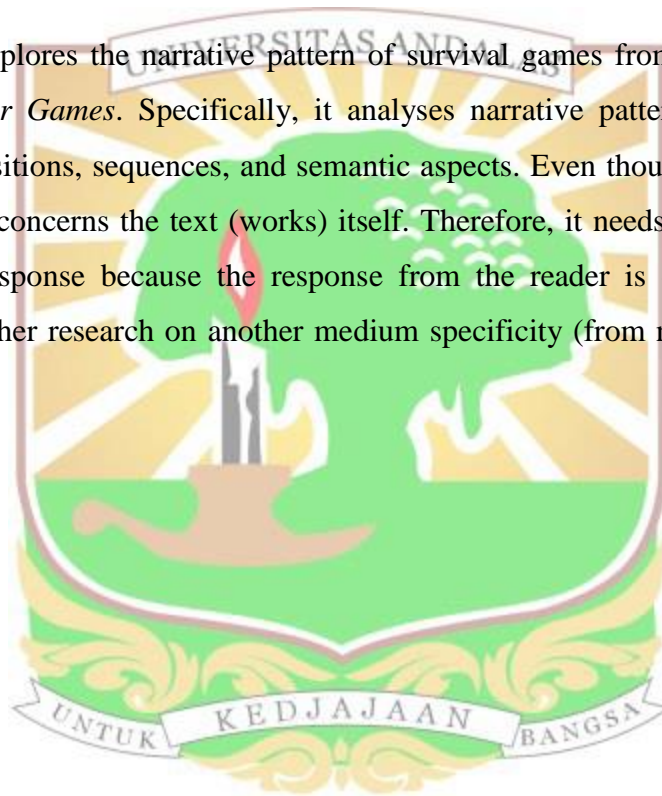 UNIVERSITAS ANDALAS
plores the narrative pattern of survival games from
r Games. Specifically, it analyses narrative patte
sitions, sequences, and semantic aspects. Even thou
concerns the text (works) itself. Therefore, it needs
sponse because the response from the reader is
her research on another medium specificity (from
UNTUK KEDJAJAAN BANGSA